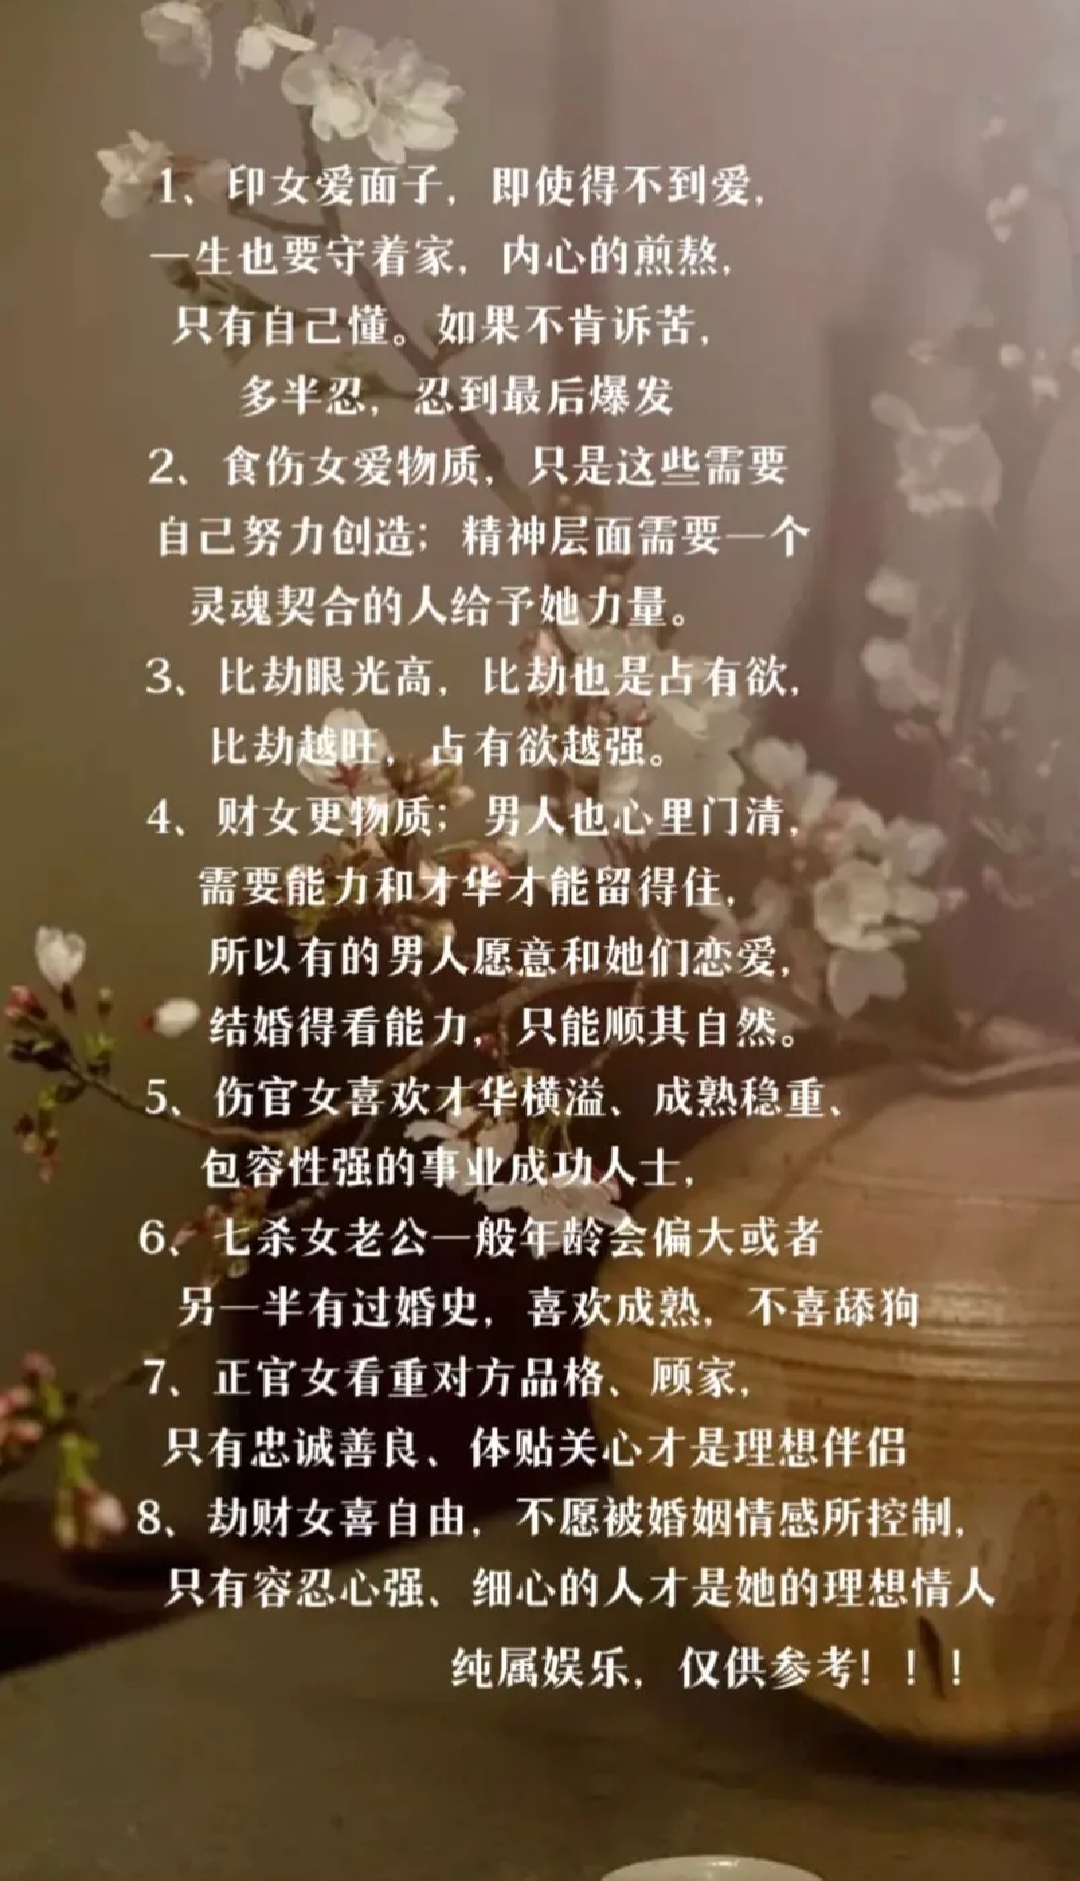 1、印女爱面子，即使得不到爱，
一生也要守着家，内心的煎熬，
只有自己懂。如果不肯诉苦，
多半忍，忍到最后爆发
2、食伤女爱物质，只是这些需要
自己努力创造；精神层面需要一个
灵魂契合的人给予她力量。
3、比劫眼光高，比劫也是占有欲，
比劫越旺，占有欲越强。
4、财女更物质；男人也心里门清，
需要能力和才华才能留得住，
所以有的男人愿意和她们恋爱，
结婚得看能力，只能顺其自然。
5、伤官女喜欢才华横溢、成熟稳重、
包容性强的事业成功人士，
6、七杀女老公一般年龄会偏大或者
另一半有过婚史，喜欢成熟，不喜舔狗
7、正官女看重对方品格、顾家，
只有忠诚善良、体贴关心才是理想伴侣
8、劫财女喜自由，不愿被婚姻情感所控制，
只有容忍心强、细心的人才是她的理想情人
纯属娱乐，仅供参考！！！